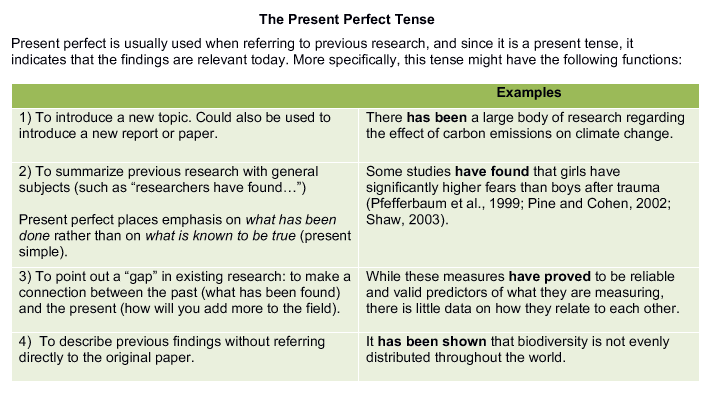 The Present Perfect Tense
Present perfect is usually used when referring to previous research, and since it is a present tense, it
indicates that the findings are relevant today. More specifically, this tense might have the following functions:
Examples
1) To introduce a new topic. Could also be used to
introduce a new report or paper.
There has been a large body of research regarding
the effect of carbon emissions on climate change.
2) To summarize previous research with general
subjects (such as “researchers have found…”)
Present perfect places emphasis on what has been
done rather than on what is known to be true (present
simple).
Some studies have found that girls have
significantly higher fears than boys after trauma
(Pfefferbaum et al., 1999; Pine and Cohen, 2002;
Shaw, 2003).
3) To point out a “gap” in existing research: to make a
connection between the past (what has been found)
and the present (how will you add more to the field).
While these measures have proved to be reliable
and valid predictors of what they are measuring,
there is little data on how they relate to each other.
4) To describe previous findings without referring
directly to the original paper.
It has been shown that biodiversity is not evenly
distributed throughout the world.